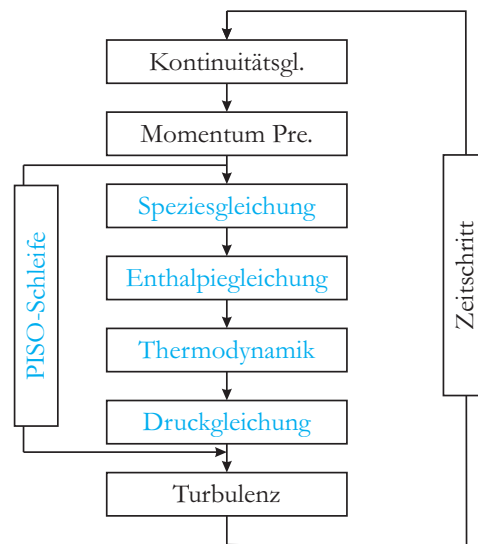 Kontinuitätsgl.
Momentum Pre.
Speziesgleichung
Enthalpiegleichung
Thermodynamik
Druckgleichung
Turbulenz
PISO-Schleife
Zeitschritt